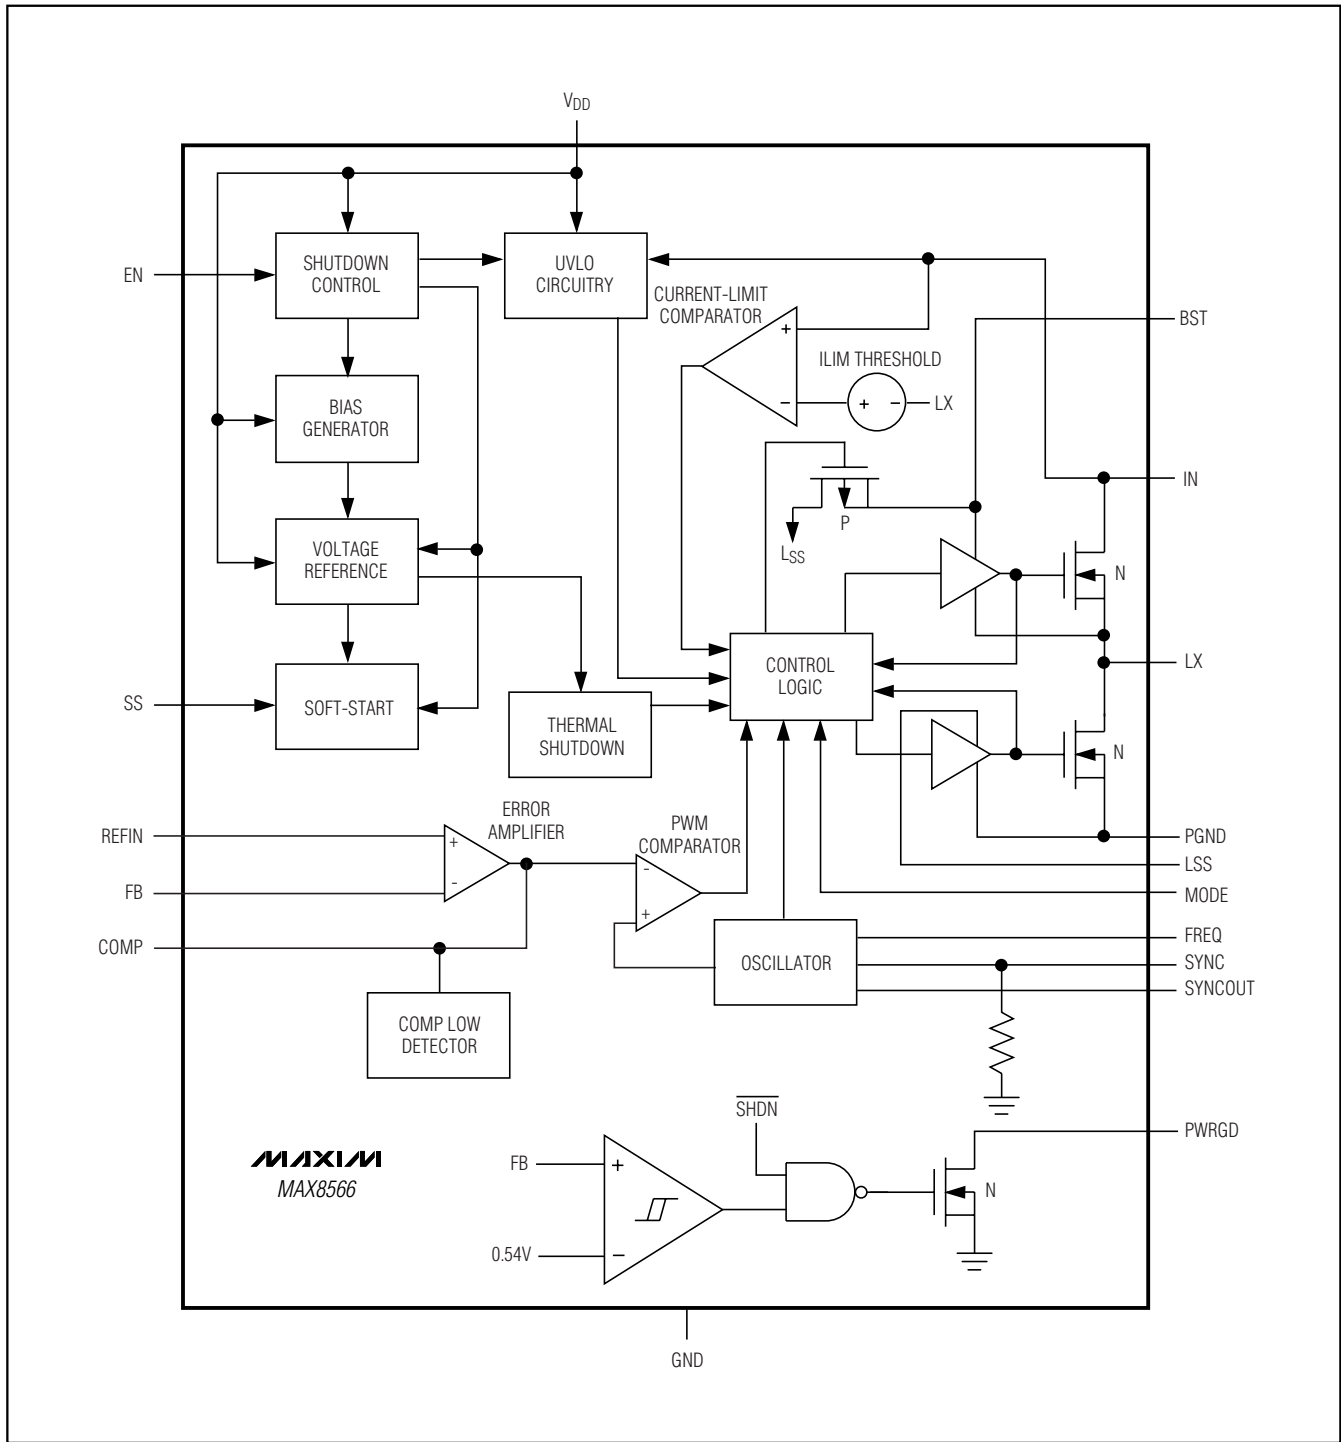 VDD
EN
SHUTDOWN
CONTROL
UVLO
CIRCUITRY
CURRENT-LIMIT
COMPARATOR
+
−
ILIM THRESHOLD
+ −
LX
BST
BIAS
GENERATOR
IN
P
LSS
VOLTAGE
REFERENCE
N
SS
SOFT-START
THERMAL
SHUTDOWN
CONTROL
LOGIC
LX
N
REFIN
FB
COMP
ERROR
AMPLIFIER
+
-
PWM
COMPARATOR
-
+
PGND
LSS
MODE
FREQ
SYNC
SYNCOUT
OSCILLATOR
COMP LOW
DETECTOR
SHDN
PWRGD
MAXIM
MAX8566
FB
+
0.54V
−
N
GND